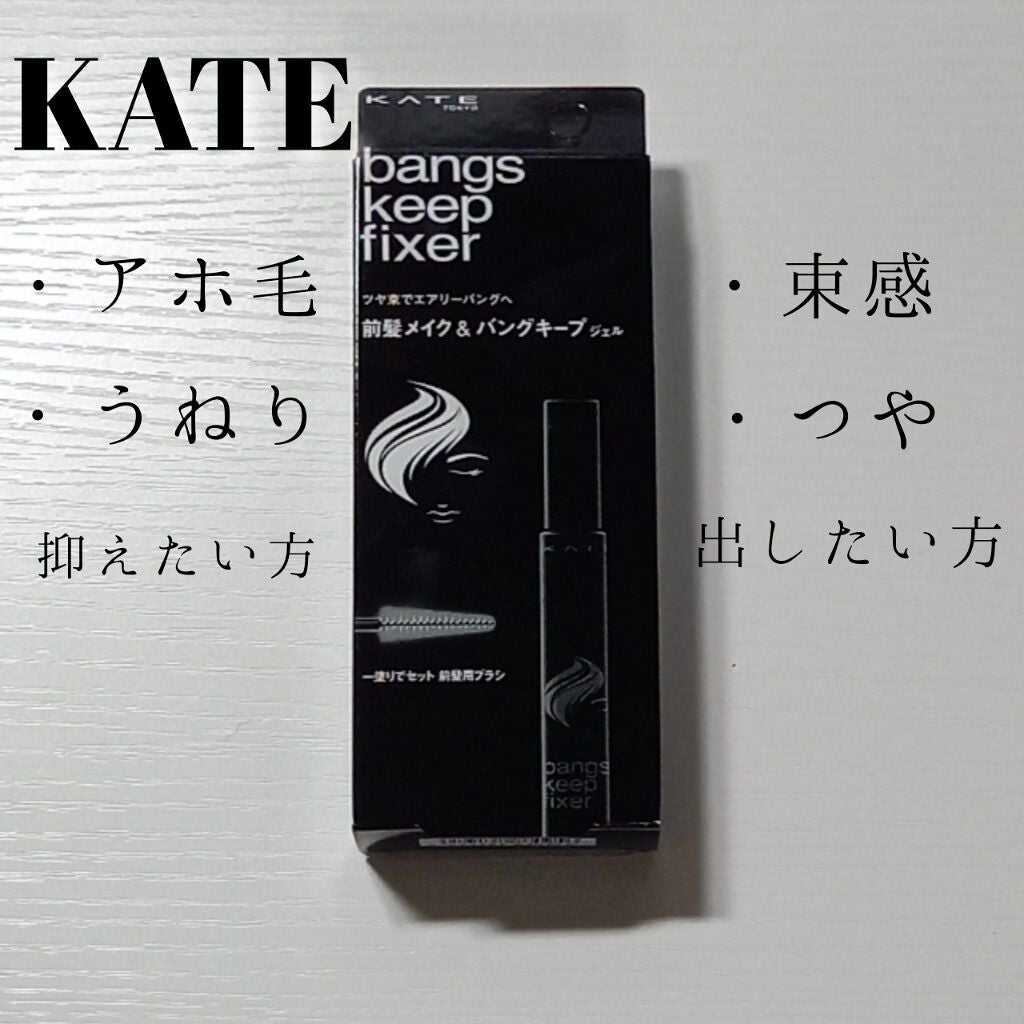 KATE
KATE
TOKYO
bangs
keep
fixer
ツヤ束でエアリーバングへ
前髪メイク&バングキープジェル
・アホ毛
・うねり
抑えたい方
・束感
・つや
出したい方
KATE
一塗りでセット 前髪用ブラシ
bangs
keep
fixer